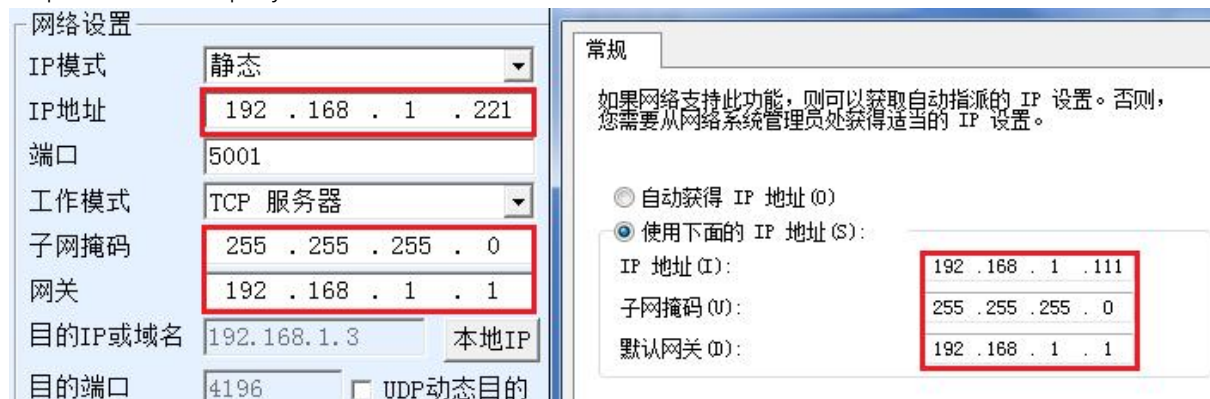 网络设置
IP模式 静态
IP地址 192 . 168 . 1 . 221
端口 5001
工作模式 TCP 服务器
子网掩码 255 . 255 . 255 . 0
网关 192 . 168 . 1 . 1
目的IP或域名 192.168.1.3 本地IP
目的端口 4196 UDP动态目的
常规
如果网络支持此功能，则可以获取自动指派的 IP 设置。否则，
您需要从网络系统管理员处获得适当的 IP 设置。
自动获得 IP 地址(O)
使用下面的 IP 地址(S):
IP 地址(I): 192 .168 . 1 .111
子网掩码(U): 255 .255 .255 . 0
默认网关(D): 192 .168 . 1 . 1